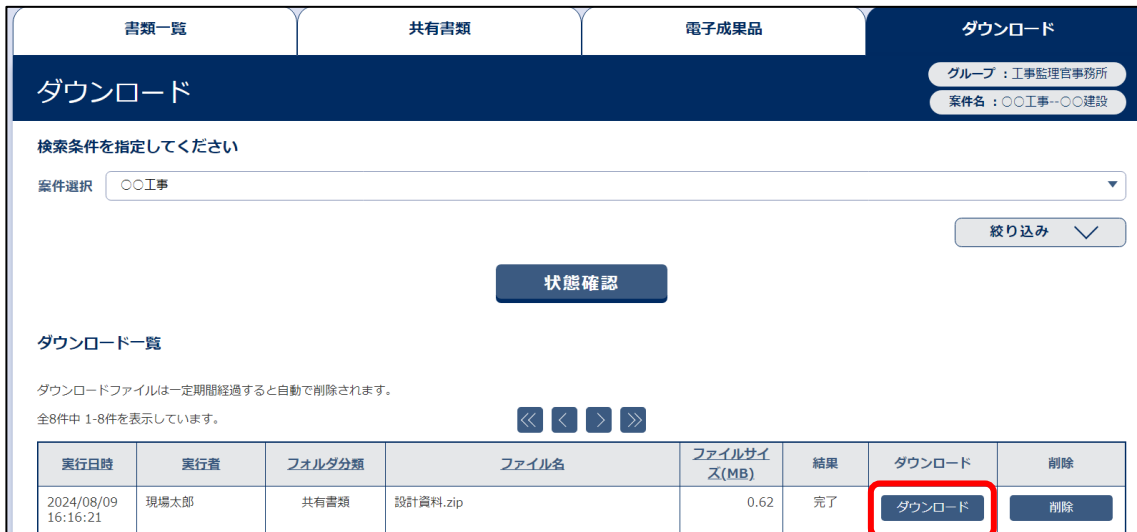 書類一覧
共有書類
電子成果品
ダウンロード
ダウンロード
グループ ：工事監理官事務所
案件名 ：〇〇工事--〇〇建設
検索条件を指定してください
案件選択
〇〇工事
絞り込み
状態確認
ダウンロード一覧
ダウンロードファイルは一定期間経過すると自動で削除されます。
全8件中 1-8件を表示しています。
実行日時
実行者
フォルダ分類
ファイル名
ファイルサイ
ズ(MB)
結果
ダウンロード
削除
2024/08/09
16:16:21
現場太郎
共有書類
設計資料.zip
0.62
完了
ダウンロード
削除